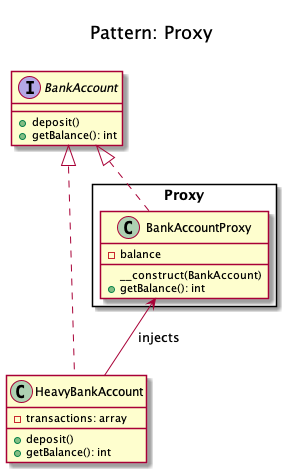 Pattern: Proxy
I BankAccount
deposit()
getBalance(): int
Proxy
C BankAccountProxy
balance
__construct(BankAccount)
getBalance(): int
injects
C HeavyBankAccount
transactions: array
deposit()
getBalance(): int